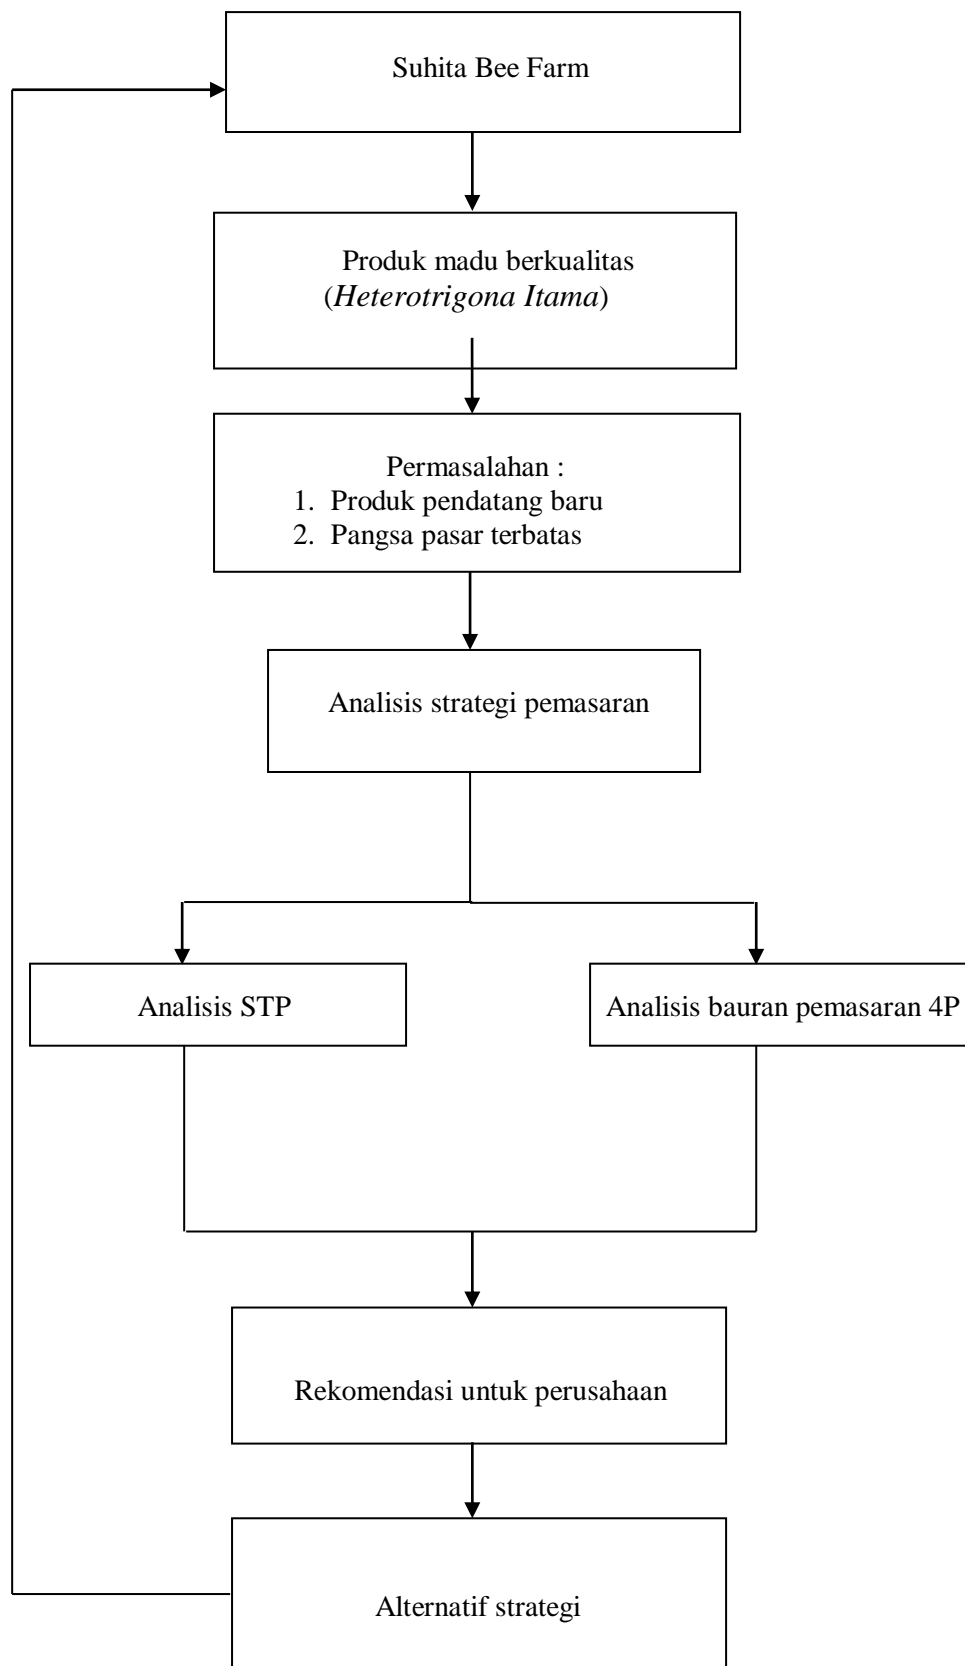 Suhita Bee Farm
Produk madu berkualitas
(Heterotrigona Itama)
Permasalahan :
1. Produk pendatang baru
2. Pangsa pasar terbatas
Analisis strategi pemasaran
Analisis STP
Analisis bauran pemasaran 4P
Rekomendasi untuk perusahaan
Alternatif strategi